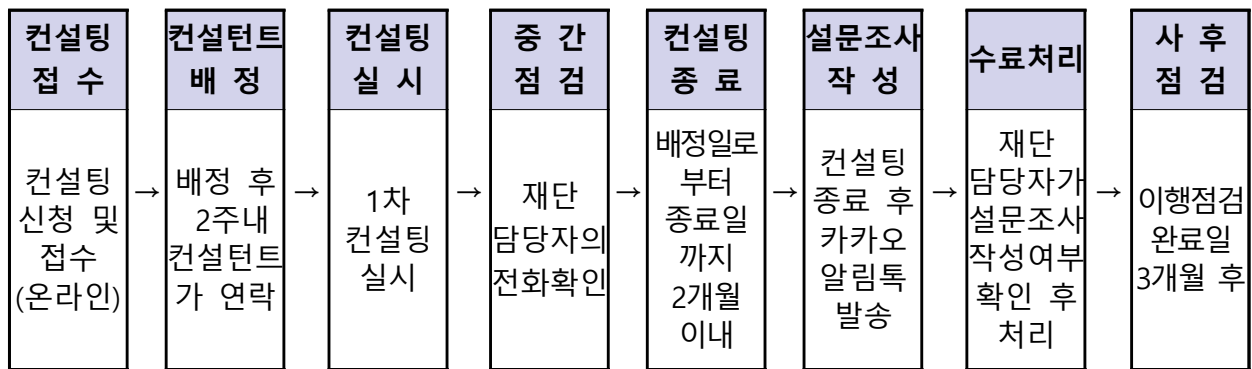 컨설팅
접 수
컨설팅
신청 및
접수
(온라인)
→
컨설턴트
배 정
배정 후
2주내
컨설턴트
가 연락
→
컨설팅
실 시
1차
컨설팅
실시
→
중 간
점 검
재단
담당자의
전화확인
→
컨설팅
종 료
배정일로
부터
종료일
까지
2개월
이내
→
설문조사
작 성
컨설팅
종료 후
카카오
알림톡
발송
→
수료처리
재단
담당자가
설문조사
작성여부
확인 후
처리
→
사 후
점 검
이행점검
완료일
3개월 후